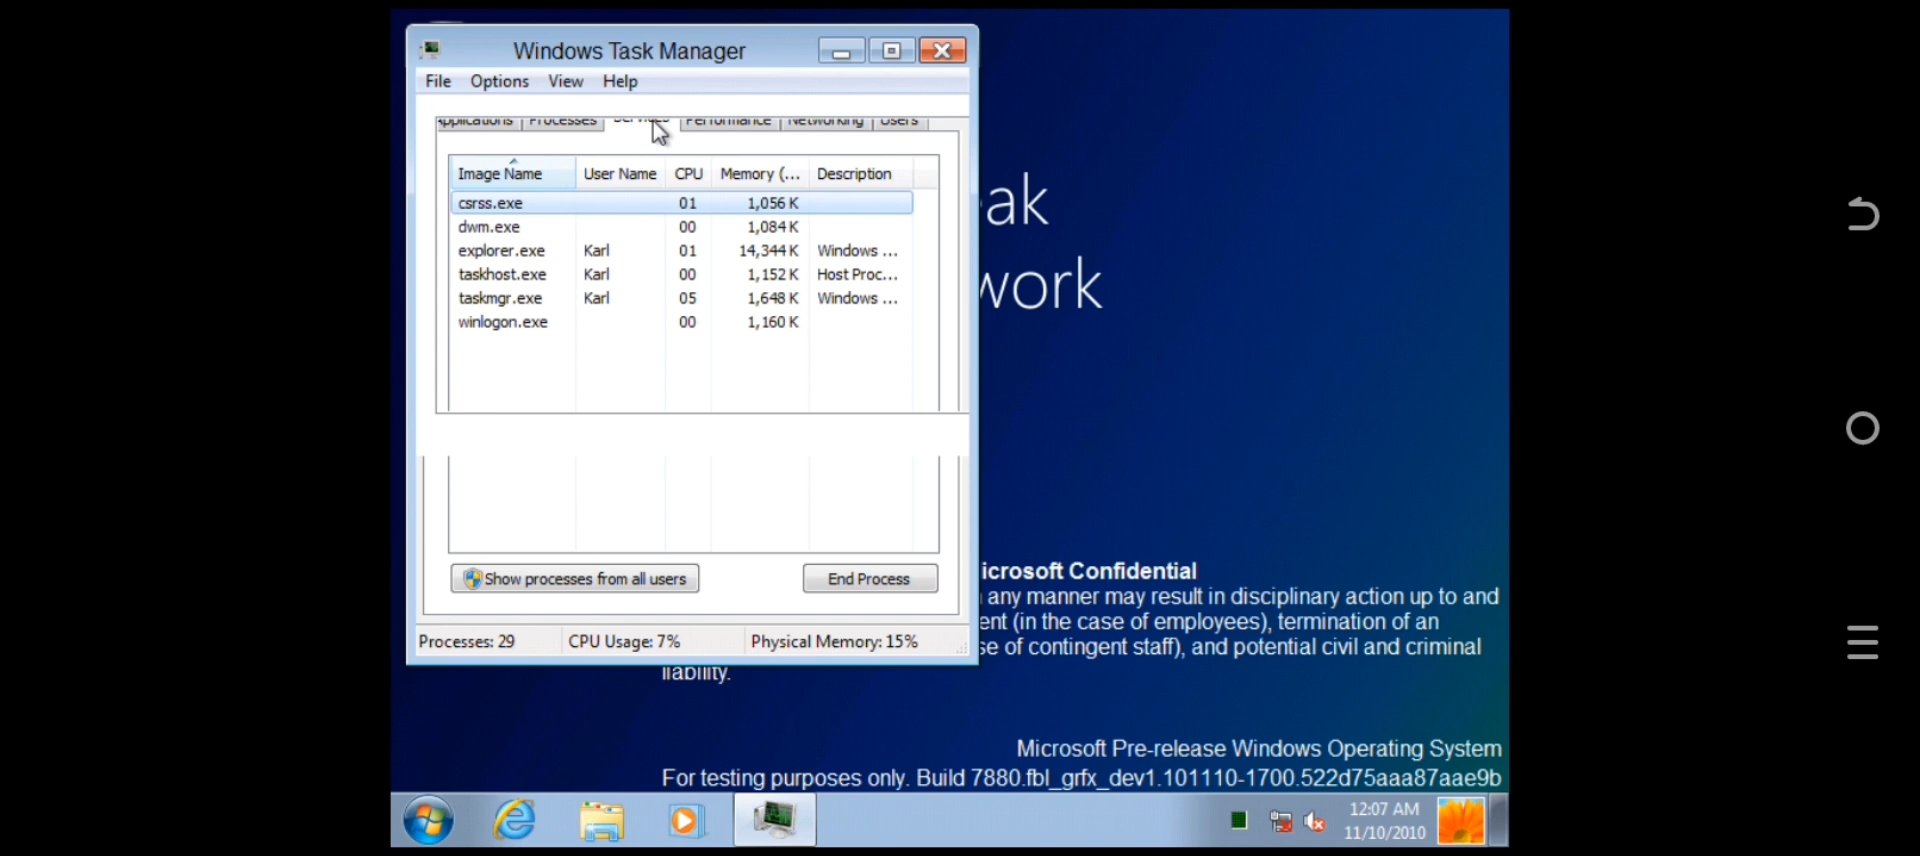 Windows Task Manager
File Options View Help
Applications Processes Services Performance Networking Users
Image Name User Name CPU Memory (... Description
csrss.exe 01 1,056 K
dwm.exe 00 1,084 K
explorer.exe Karl 01 14,344 K Windows ...
taskhost.exe Karl 00 1,152 K Host Proc...
taskmgr.exe Karl 05 1,648 K Windows ...
winlogon.exe 00 1,160 K
Show processes from all users End Process
Processes: 29 CPU Usage: 7% Physical Memory: 15%
ak
work
icrosoft Confidential
any manner may result in disciplinary action up to and
ent (in the case of employees), termination of an
se of contingent staff), and potential civil and criminal
liability.
Microsoft Pre-release Windows Operating System
For testing purposes only. Build 7880.fbl_grfx_dev1.101110-1700.522d75aaa87aae9b
12:07 AM
11/10/2010